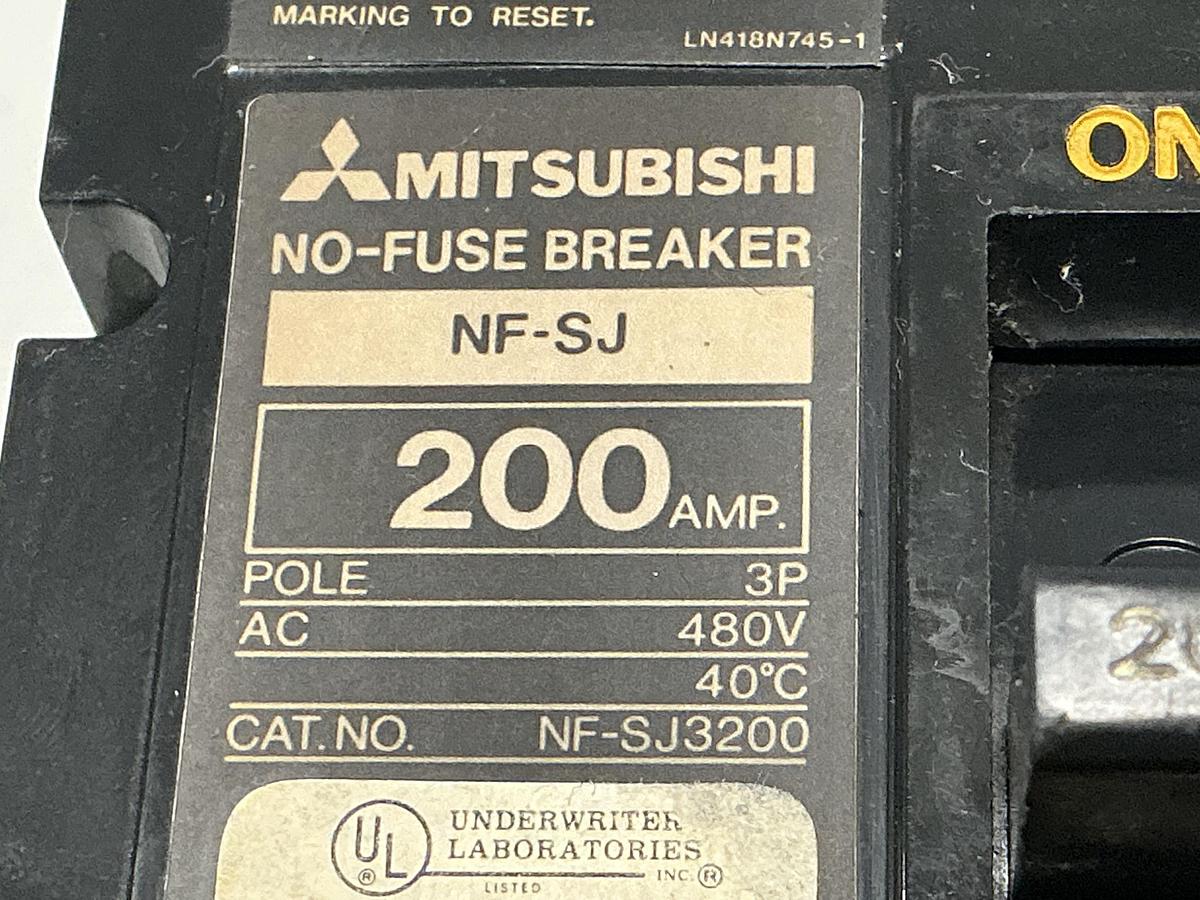 MARKING TO RESET.
LN418N745-1
MITSUBISHI
NO-FUSE BREAKER
NF-SJ
200 AMP.
POLE 3P
AC 480V
40°C
CAT.NO. NF-SJ3200
UL ®
UNDERWRITER
LABORATORIES
INC. ®
LISTED
ON